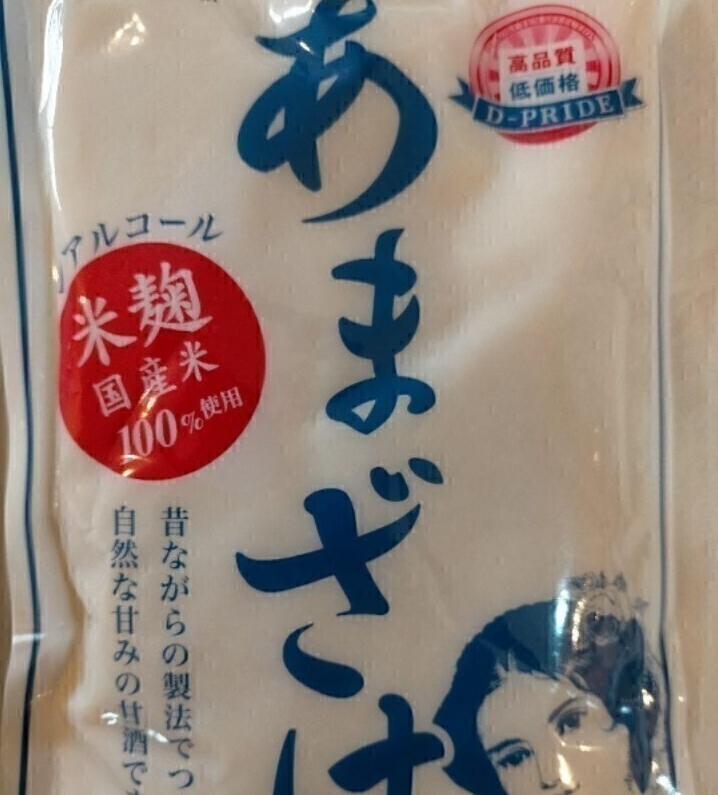 高品質
低価格
D-PRIDE
あまざけ
アルコール
米麹
国産米
100%使用
昔ながらの製法でつ
自然な甘みの甘酒で